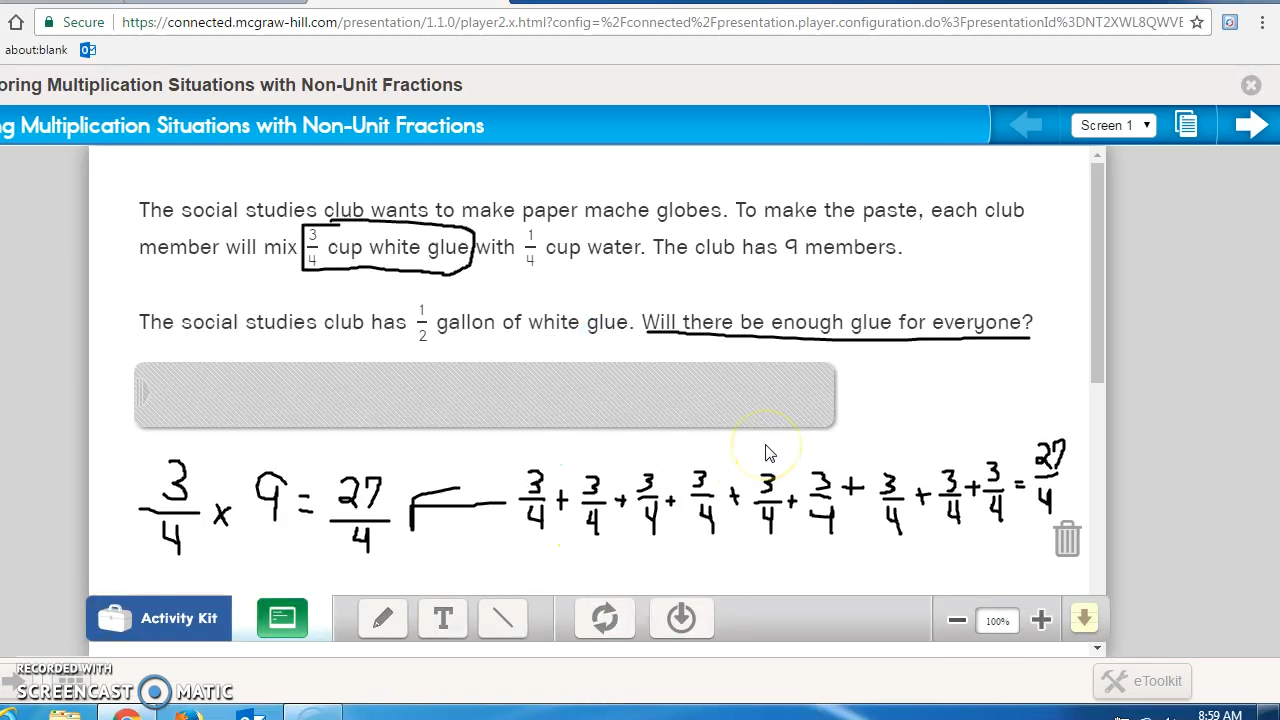 Secure https://connected.mcgraw-hill.com/presentation/1.1.0/player2.x.html?config=%2Fconnected%2Fpresentation.player.configuration.do%3FpresentationId%3DNT2XWL8QWVE
about:blank
oring Multiplication Situations with Non-Unit Fractions
ng Multiplication Situations with Non-Unit Fractions
Screen 1
The social studies club wants to make paper mache globes. To make the paste, each club
member will mix 3/4 cup white glue with 1/4 cup water. The club has 9 members.
The social studies club has 1/2 gallon of white glue. Will there be enough glue for everyone?
3/4 x 9 = 27/4 3/4 + 3/4 + 3/4 + 3/4 + 3/4 + 3/4 + 3/4 + 3/4 + 3/4 = 27/4
Activity Kit T 100%
RECORDED WITH
SCREENCAST MATIC
eToolkit
8:59 AM